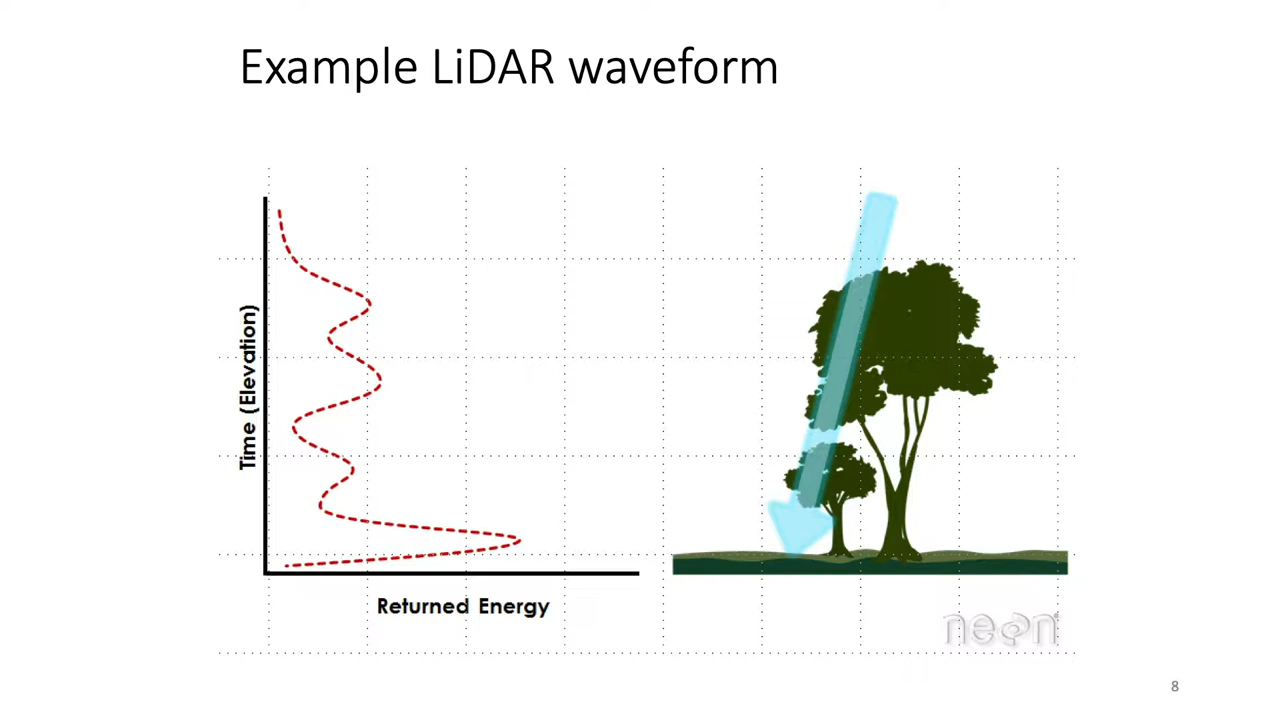 Example LiDAR waveform
Time (Elevation)
Returned Energy
neon
8